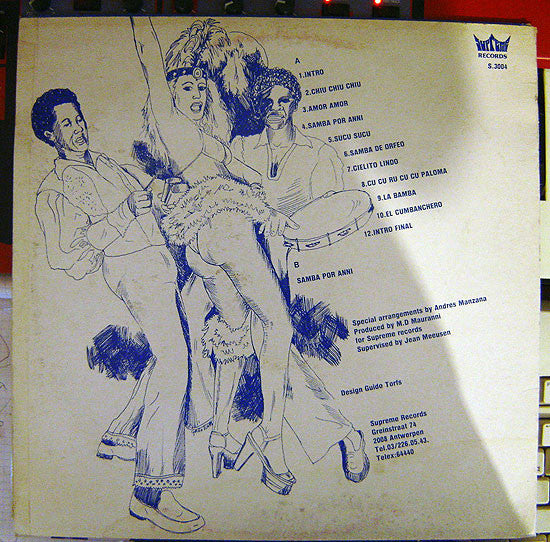 SUPREME
RECORDS
S.3004
A
1.INTRO
2.CHIU CHIU CHIU
3.AMOR AMOR
4.SAMBA POR ANNI
5.SUCU SUCU
6.SAMBA DE ORFEO
7.CIELITO LINDO
8.CU CU RU CU CU PALOMA
9.LA BAMBA
10.EL CUMBANCHERO
12.INTRO FINAL
B
SAMBA POR ANNI
Special arrangements by Andres Manzana
Produced by M.D Mauranni
for Supreme records
Supervised by Jean Meeusen
Design Guido Torfs
Supreme Records
Greinstraat 74
2008 Antwerpen
Tel.03/226.05.43.
Telex:64440